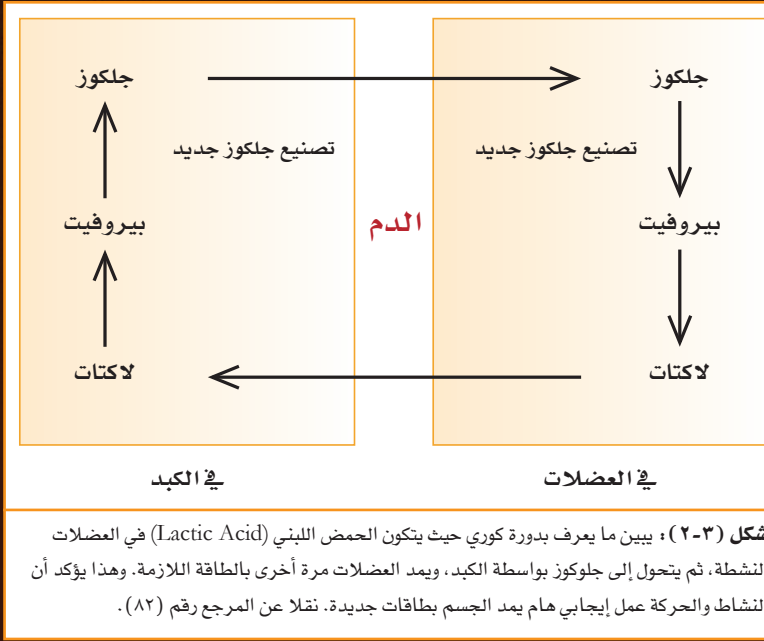 جلكوز جلكوز
تصنيع جلكوز جديد تصنيع جلكوز جديد
بيروفيت الدم بيروفيت
لاكتات لاكتات
في العضلات في الكبد
شكل (٣-٢): يبين ما يعرف بدورة كوري حيث يتكون الحمض اللبني (Lactic Acid) في العضلات
النشطة، ثم يتحول إلى جلوكوز بواسطة الكبد، ويمد العضلات مرة أخرى بالطاقة اللازمة. وهذا يؤكد أن
النشاط والحركة عمل إيجابي هام يمد الجسم بطاقات جديدة. نقلا عن المرجع رقم (٨٢).